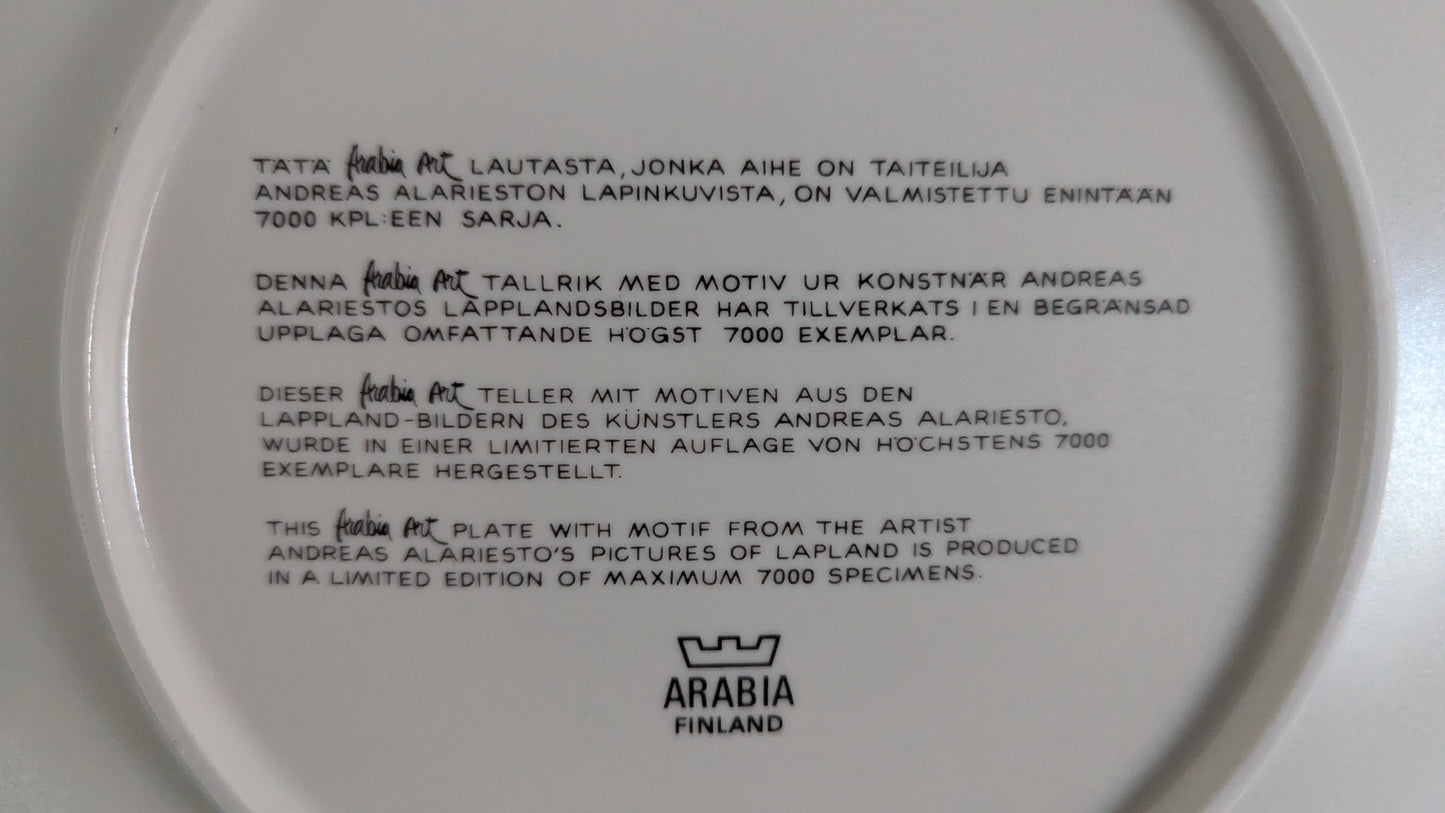 TÄTÄ Arabia Art LAUTASTA, JONKA AIHE ON TAITEILIJA
ANDREAS ALARIESTON LAPINKUVISTA, ON VALMISTETTU ENINTÄÄN
7000 KPL:EEN SARJA.
DENNA Arabia Art TALLRIK MED MOTIV UR KONSTNÄR ANDREAS
ALARIESTOS LAPPLANDSBILDER HAR TILLVERKATS I EN BEGRÄNSAD
UPPLAGA OMFATTANDE HÖGST 7000 EXEMPLAR.
DIESER Arabia Art TELLER MIT MOTIVEN AUS DEN
LAPPLAND-BILDERN DES KÜNSTLERS ANDREAS ALARIESTO,
WURDE IN EINER LIMITIERTEN AUFLAGE VON HÖCHSTENS 7000
EXEMPLARE HERGESTELLT.
THIS Arabia Art PLATE WITH MOTIF FROM THE ARTIST
ANDREAS ALARIESTO'S PICTURES OF LAPLAND IS PRODUCED
IN A LIMITED EDITION OF MAXIMUM 7000 SPECIMENS.
ARABIA
FINLAND